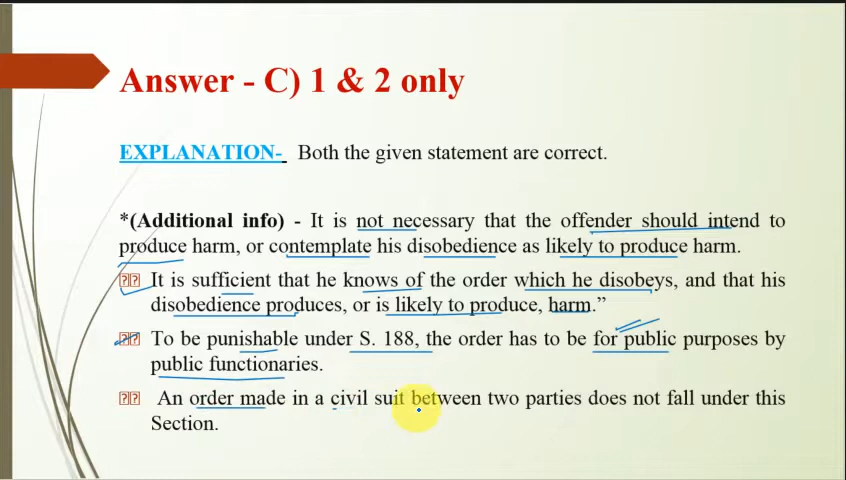 Answer - C) 1 & 2 only
EXPLANATION- Both the given statement are correct.
*(Additional info) - It is not necessary that the offender should intend to
produce harm, or contemplate his disobedience as likely to produce harm.
It is sufficient that he knows of the order which he disobeys, and that his
disobedience produces, or is likely to produce, harm.”
To be punishable under S. 188, the order has to be for public purposes by
public functionaries.
An order made in a civil suit between two parties does not fall under this
Section.